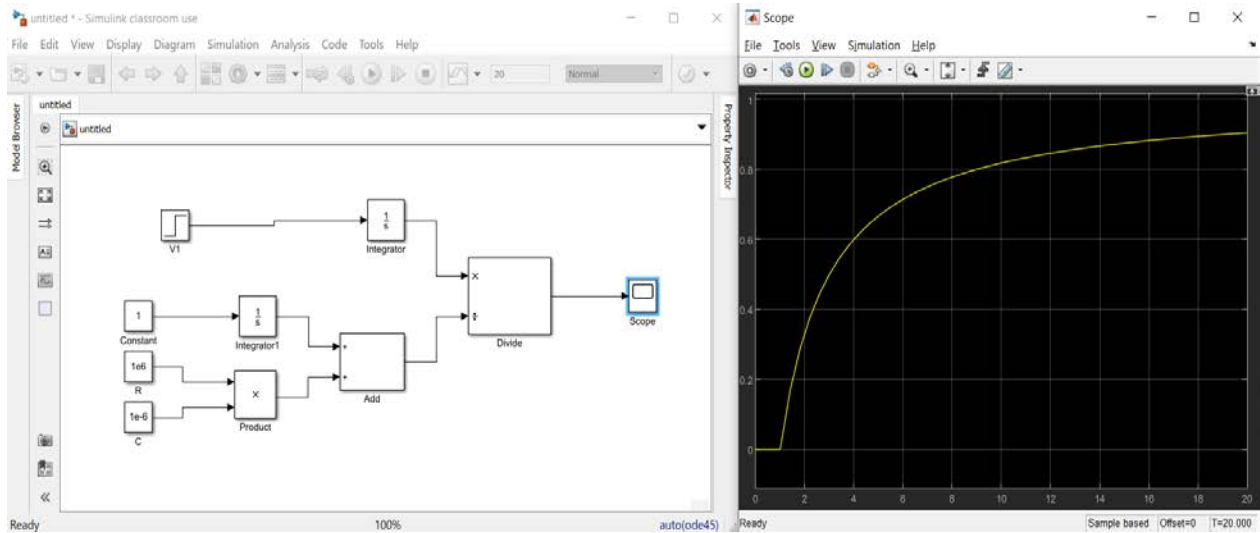 untitled * - Simulink classroom use
File Edit View Display Diagram Simulation Analysis Code Tools Help
20 Normal
Model Browser
untitled
untitled
Property Inspector
V1
1
s
Integrator
1
Constant
1
s
Integrator1
1e6
R
1e-6
C
×
Product
+
+
Add
×
÷
Divide
Scope
Ready 100% auto(ode45)
Scope
File Tools View Simulation Help
1
0.8
0.6
0.4
0.2
0
0 2 4 6 8 10 12 14 16 18 20
Ready Sample based Offset=0 T=20.000